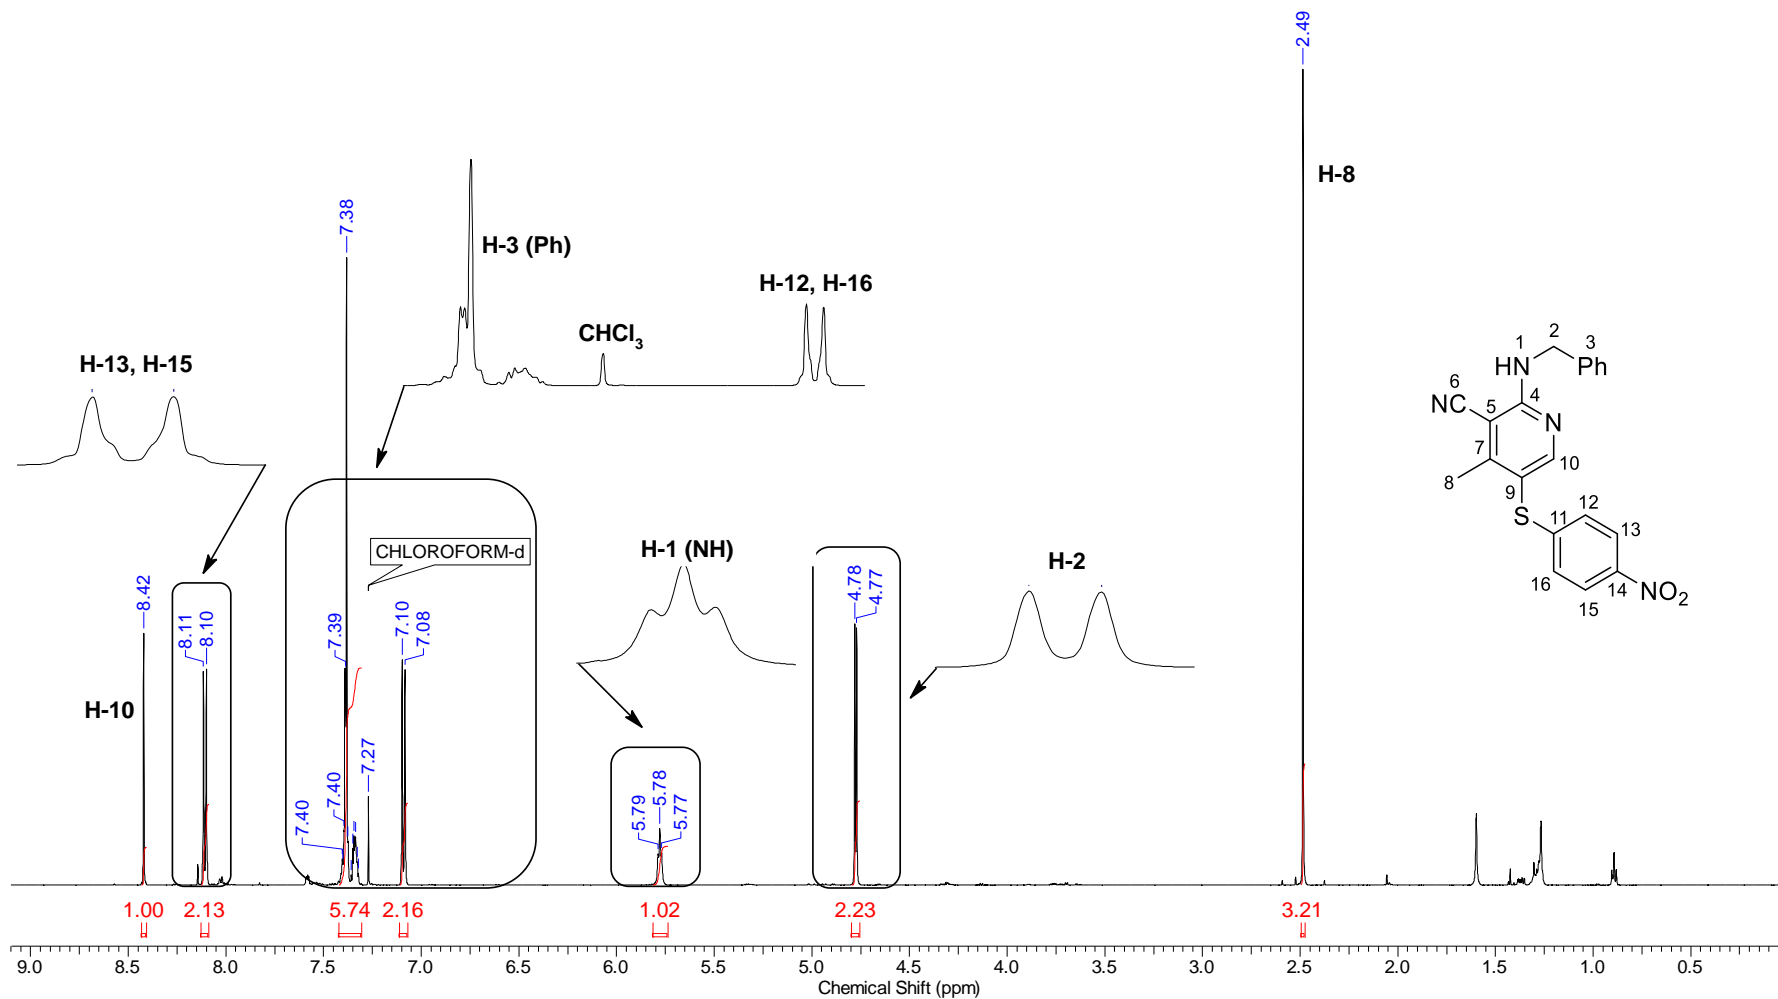 2.49
H-8
7.38
H-3 (Ph)
H-12, H-16
CHCl3
H-13, H-15
CHLOROFORM-d
H-1 (NH)
H-2
8.42
8.11
8.10
7.40
7.40
7.39
7.27
7.10
7.08
5.79
5.78
5.77
4.78
4.77
H-10
1
2
3
HN
Ph
6
NC
5
4
N
7
10
8
9
S
11
12
13
16
14
15
NO2
1.00 2.13 5.74 2.16 1.02 2.23 3.21
9.0 8.5 8.0 7.5 7.0 6.5 6.0 5.5 5.0 4.5 4.0 3.5 3.0 2.5 2.0 1.5 1.0 0.5
Chemical Shift (ppm)